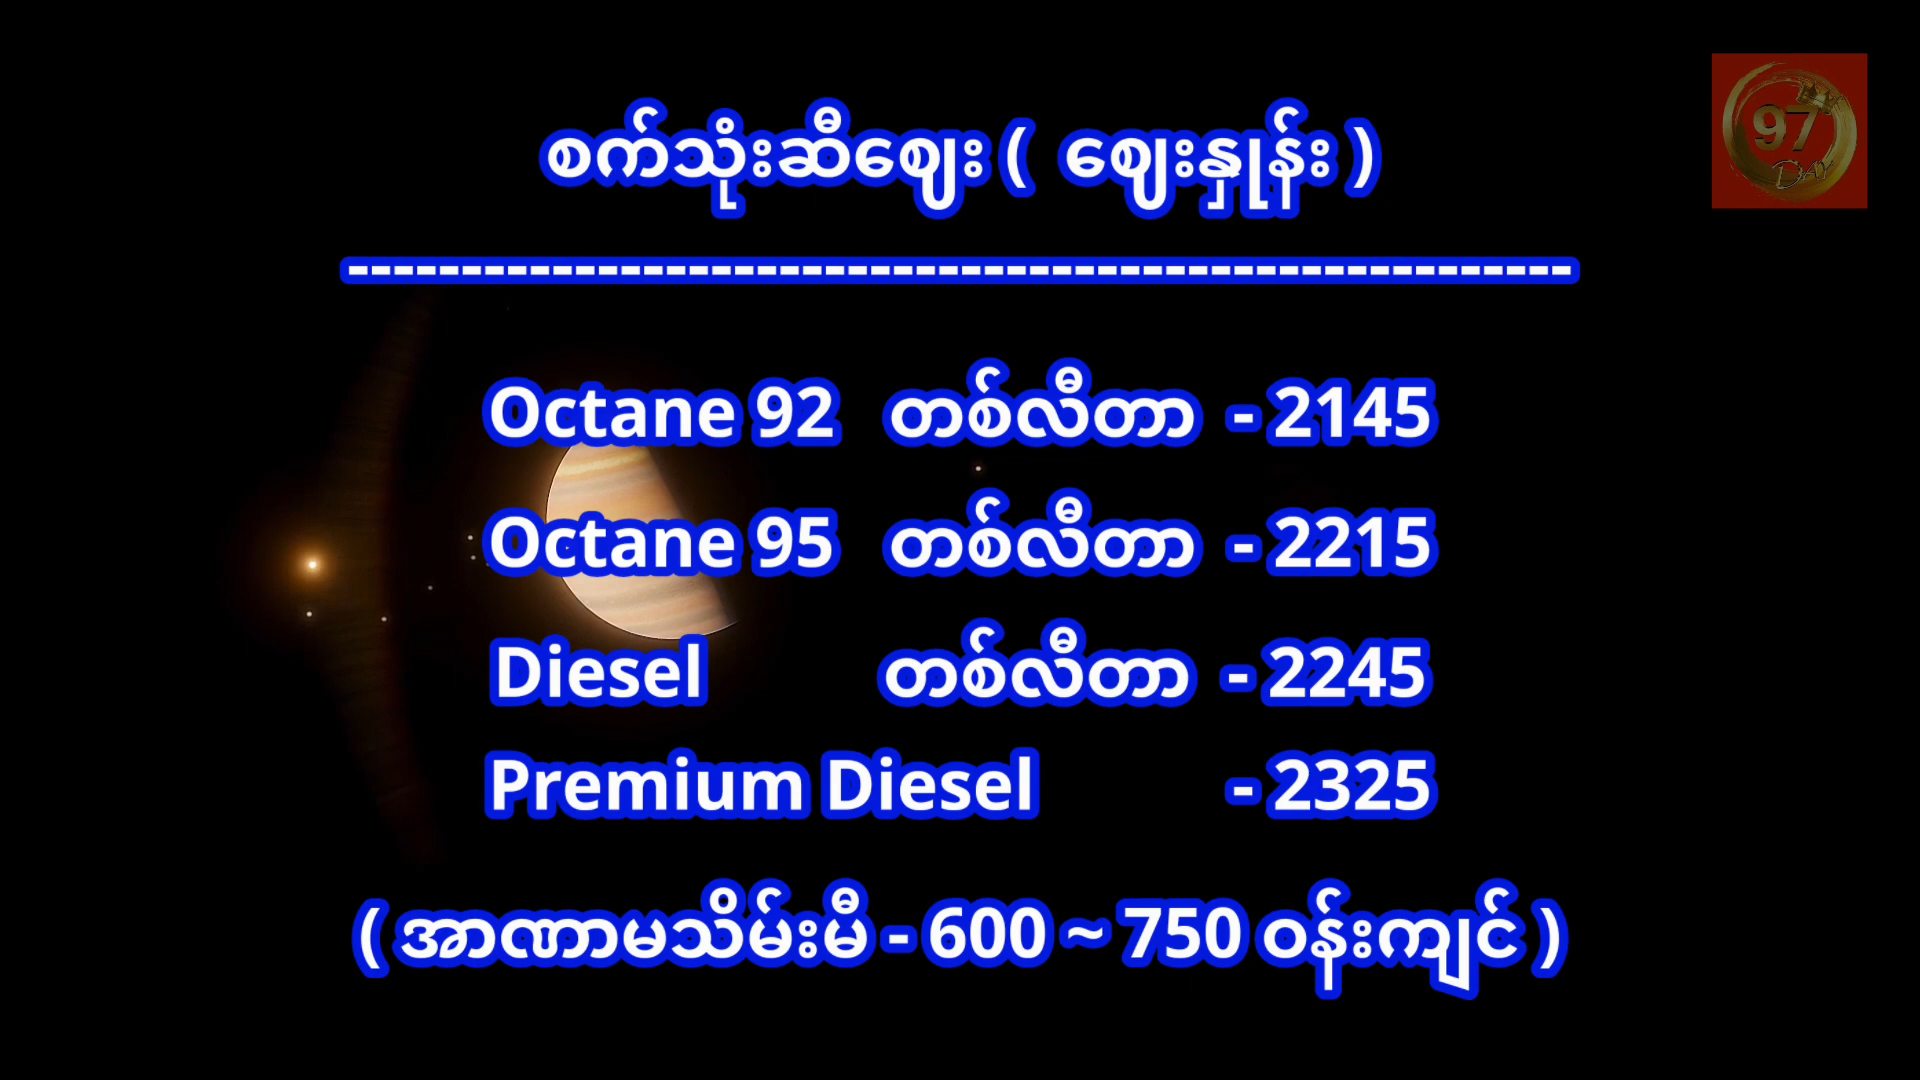 97
DAY
စက်သုံးဆီဈေး ( ဈေးနှုန်း )
------------------------------------------------------
Octane 92 တစ်လီတာ - 2145
Octane 95 တစ်လီတာ - 2215
Diesel တစ်လီတာ - 2245
Premium Diesel - 2325
( အာဏာမသိမ်းမီ - 600 ~ 750 ဝန်းကျင် )